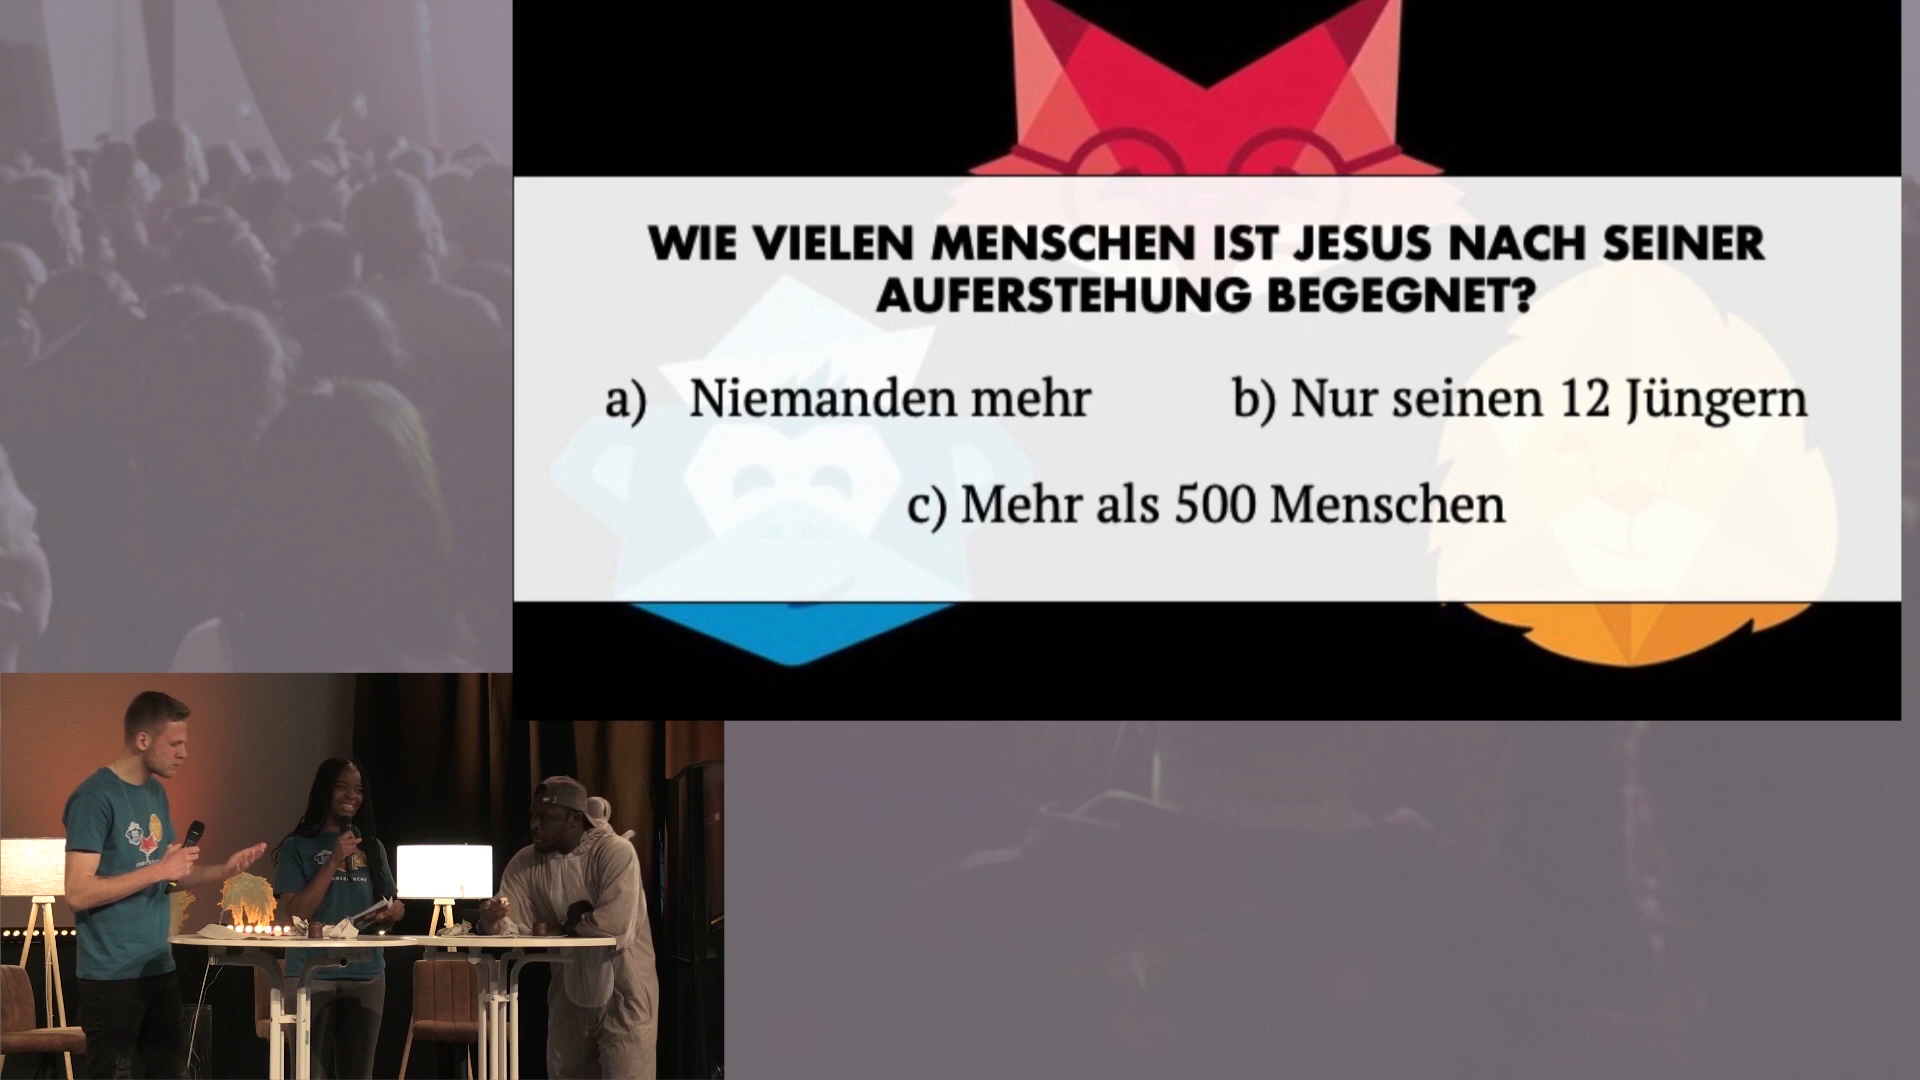 WIE VIELEN MENSCHEN IST JESUS NACH SEINER
AUFERSTEHUNG BEGEGNET?
a) Niemanden mehr
b) Nur seinen 12 Jüngern
c) Mehr als 500 Menschen